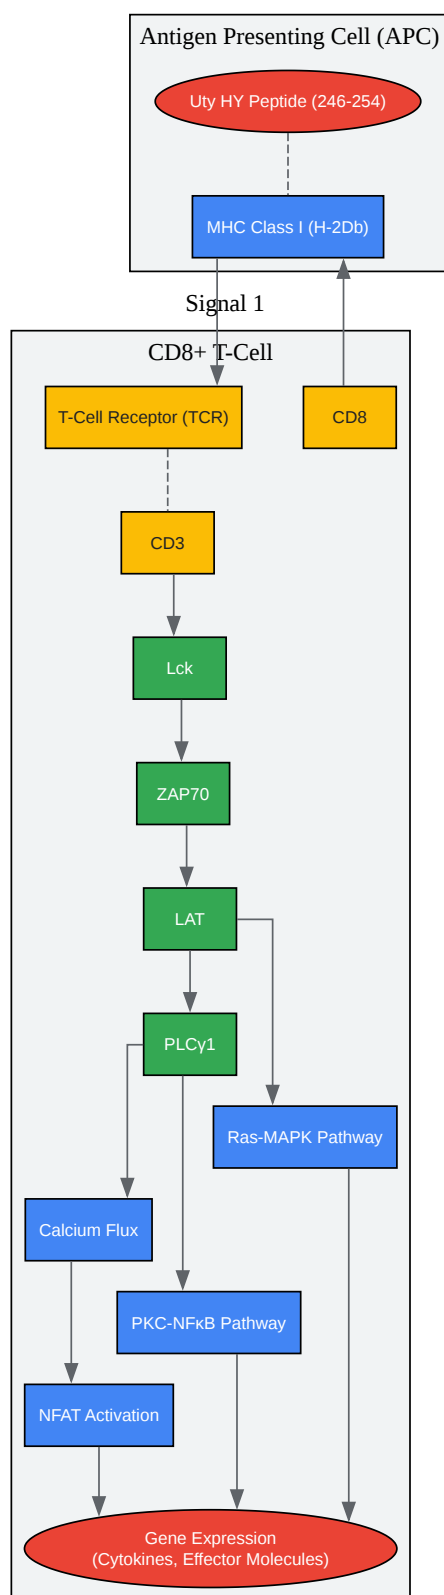 Antigen Presenting Cell (APC)
Uty HY Peptide (246-254)
MHC Class I (H-2Db)
Signal 1
CD8+ T-Cell
T-Cell Receptor (TCR)
CD8
CD3
Lck
ZAP70
LAT
PLCγ1
Ras-MAPK Pathway
Calcium Flux
PKC-NFκB Pathway
NFAT Activation
Gene Expression
(Cytokines, Effector Molecules)